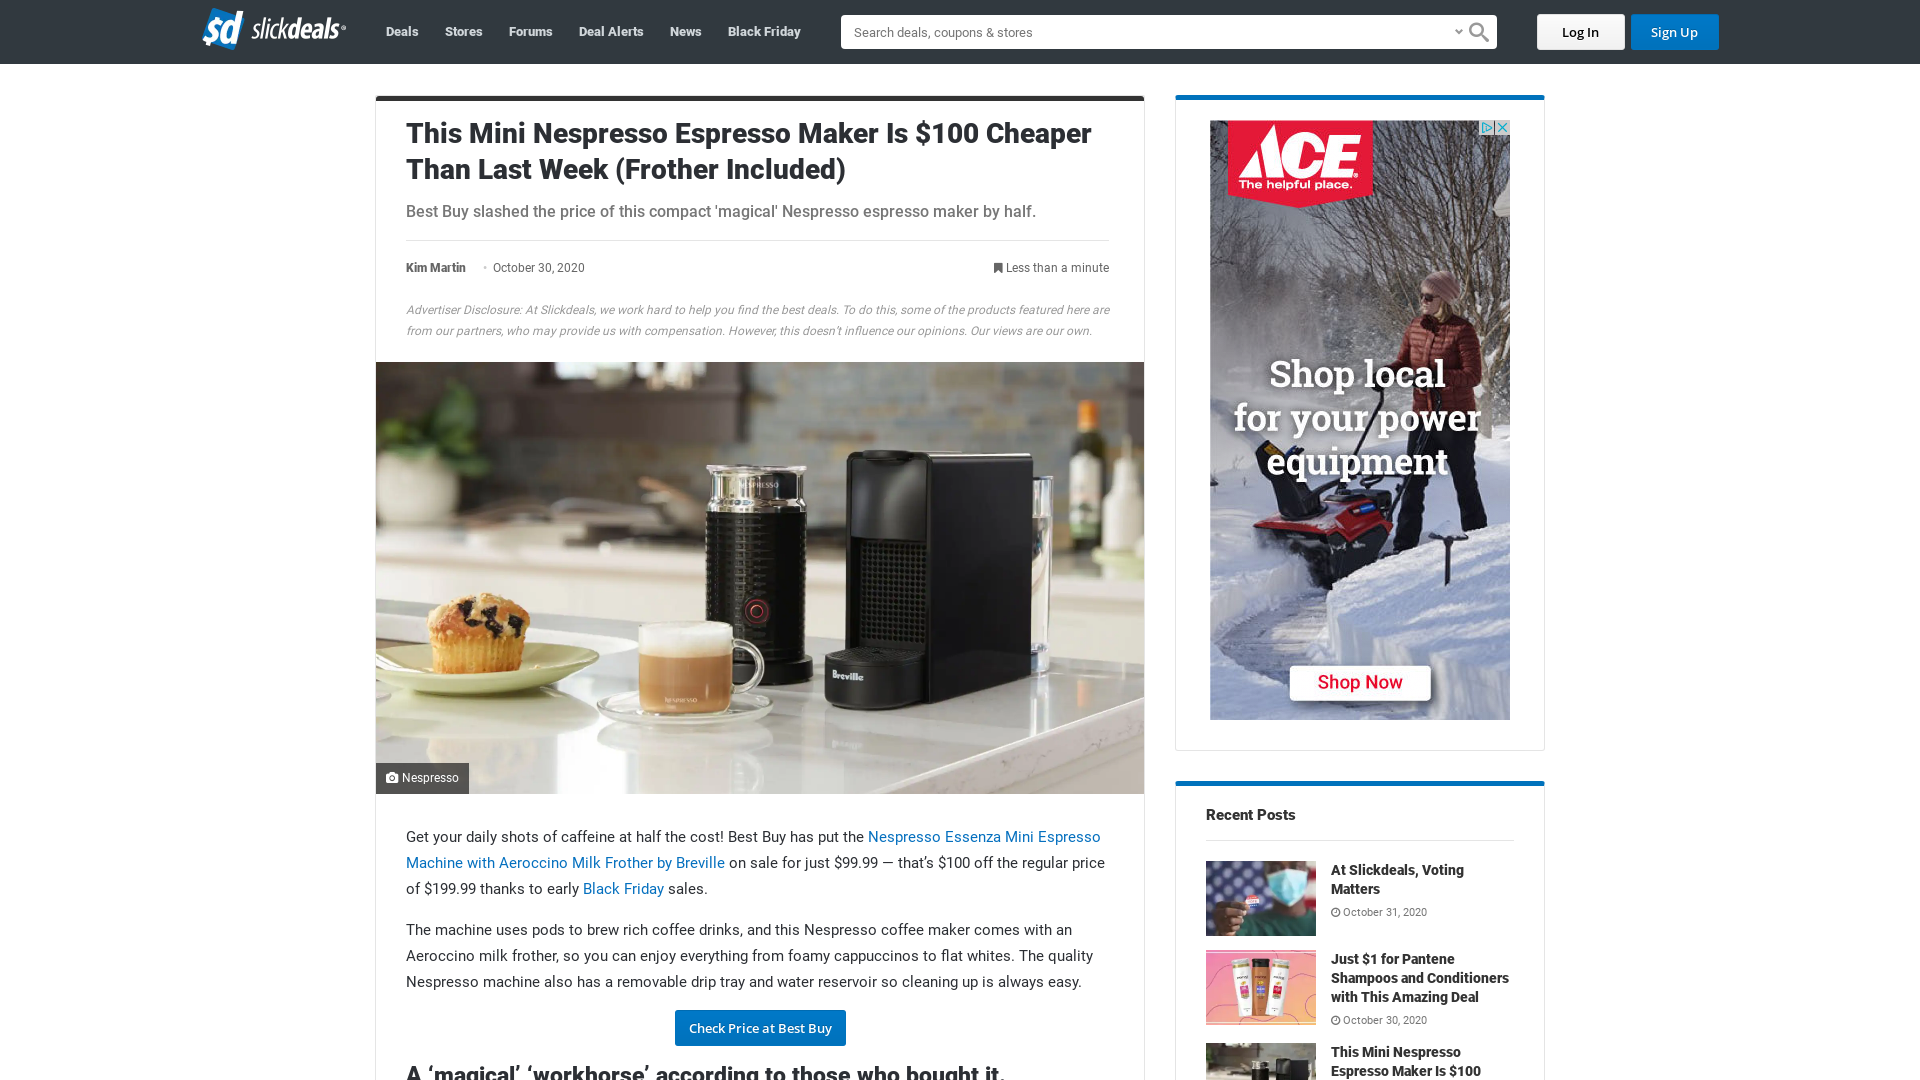 sd slickdeals
Deals
Stores
Forums
Deal Alerts
News
Black Friday
Search deals, coupons & stores
Log In
Sign Up
This Mini Nespresso Espresso Maker Is $100 Cheaper
Than Last Week (Frother Included)
Best Buy slashed the price of this compact 'magical' Nespresso espresso maker by half.
Kim Martin
October 30, 2020
Less than a minute
Advertiser Disclosure: At Slickdeals, we work hard to help you find the best deals. To do this, some of the products featured here are
from our partners, who may provide us with compensation. However, this doesn't influence our opinions. Our views are our own.
NESPRESSO
Breville
NESPRESSO
Nespresso
Get your daily shots of caffeine at half the cost! Best Buy has put the Nespresso Essenza Mini Espresso
Machine with Aeroccino Milk Frother by Breville on sale for just $99.99 — that’s $100 off the regular price
of $199.99 thanks to early Black Friday sales.
The machine uses pods to brew rich coffee drinks, and this Nespresso coffee maker comes with an
Aeroccino milk frother, so you can enjoy everything from foamy cappuccinos to flat whites. The quality
Nespresso machine also has a removable drip tray and water reservoir so cleaning up is always easy.
Check Price at Best Buy
A ‘magical’ ‘workhorse’ according to those who bought it.
ACE
The helpful place.
Shop local
for your power
equipment
Shop Now
Recent Posts
At Slickdeals, Voting
Matters
October 31, 2020
Just $1 for Pantene
Shampoos and Conditioners
with This Amazing Deal
October 30, 2020
This Mini Nespresso
Espresso Maker Is $100